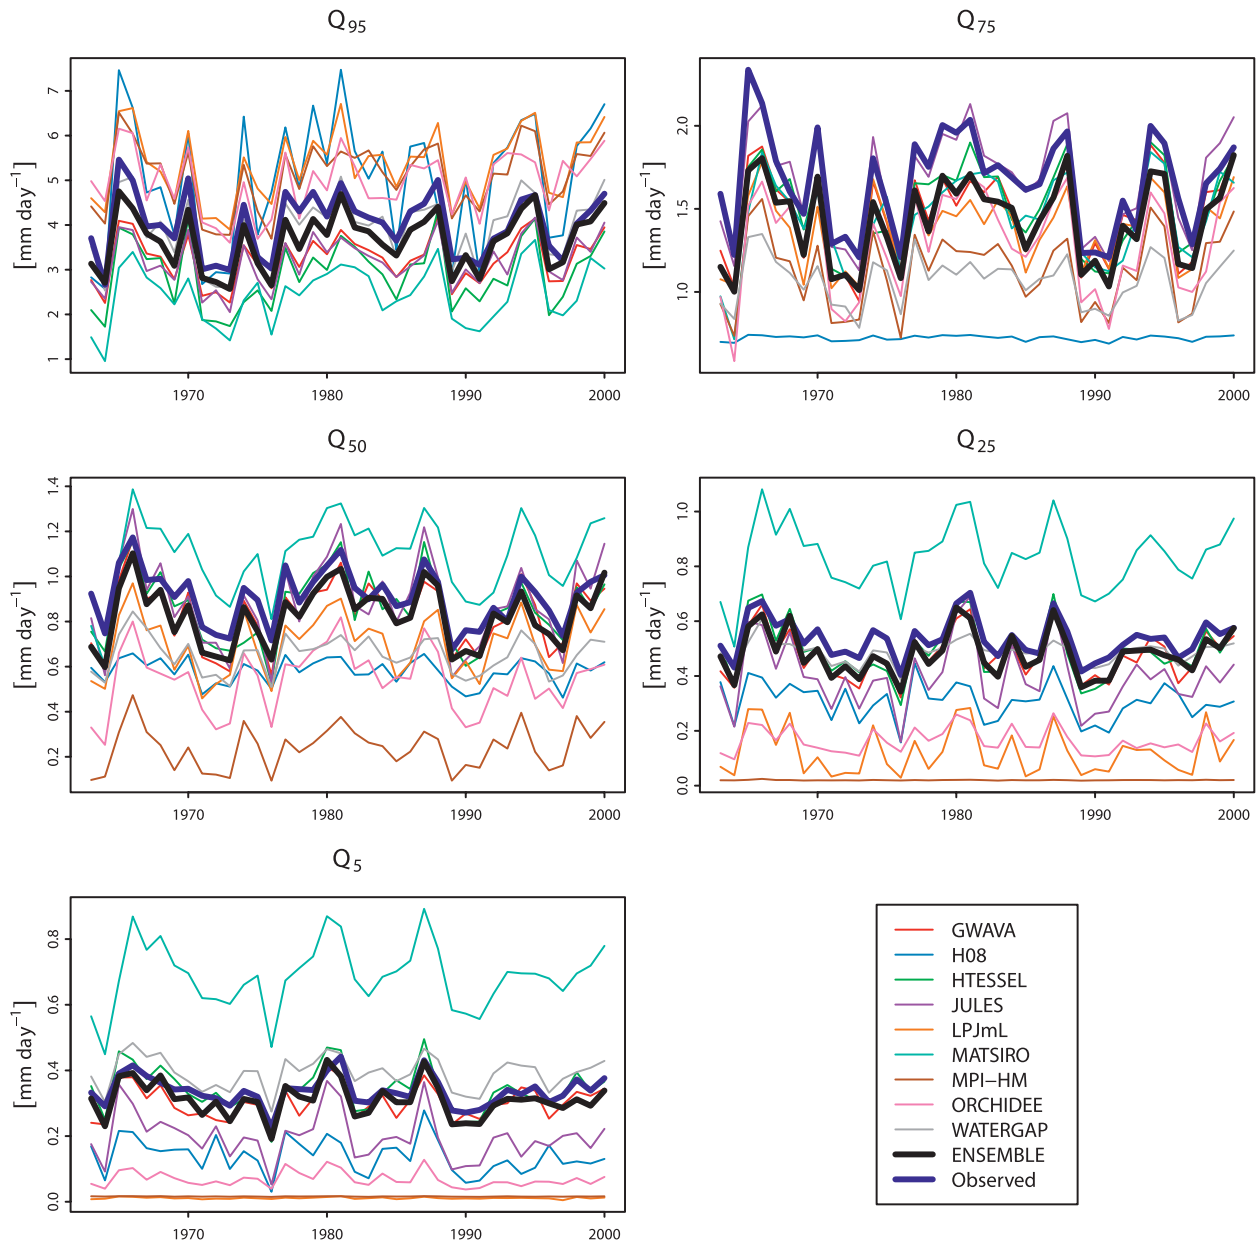 Q95
Q75
[mm day−1]
7
6
5
4
3
2
1
1970 1980 1990 2000
2.0
1.5
1.0
1970 1980 1990 2000
Q50
Q25
[mm day−1]
1.4
1.2
1.0
0.8
0.6
0.4
0.2
1970 1980 1990 2000
[mm day−1]
1.0
0.8
0.6
0.4
0.2
0.0
1970 1980 1990 2000
Q5
[mm day−1]
0.8
0.6
0.4
0.2
0.0
1970 1980 1990 2000
GWAVA
H08
HTESSEL
JULES
LPJmL
MATSIRO
MPI−HM
ORCHIDEE
WATERGAP
ENSEMBLE
Observed